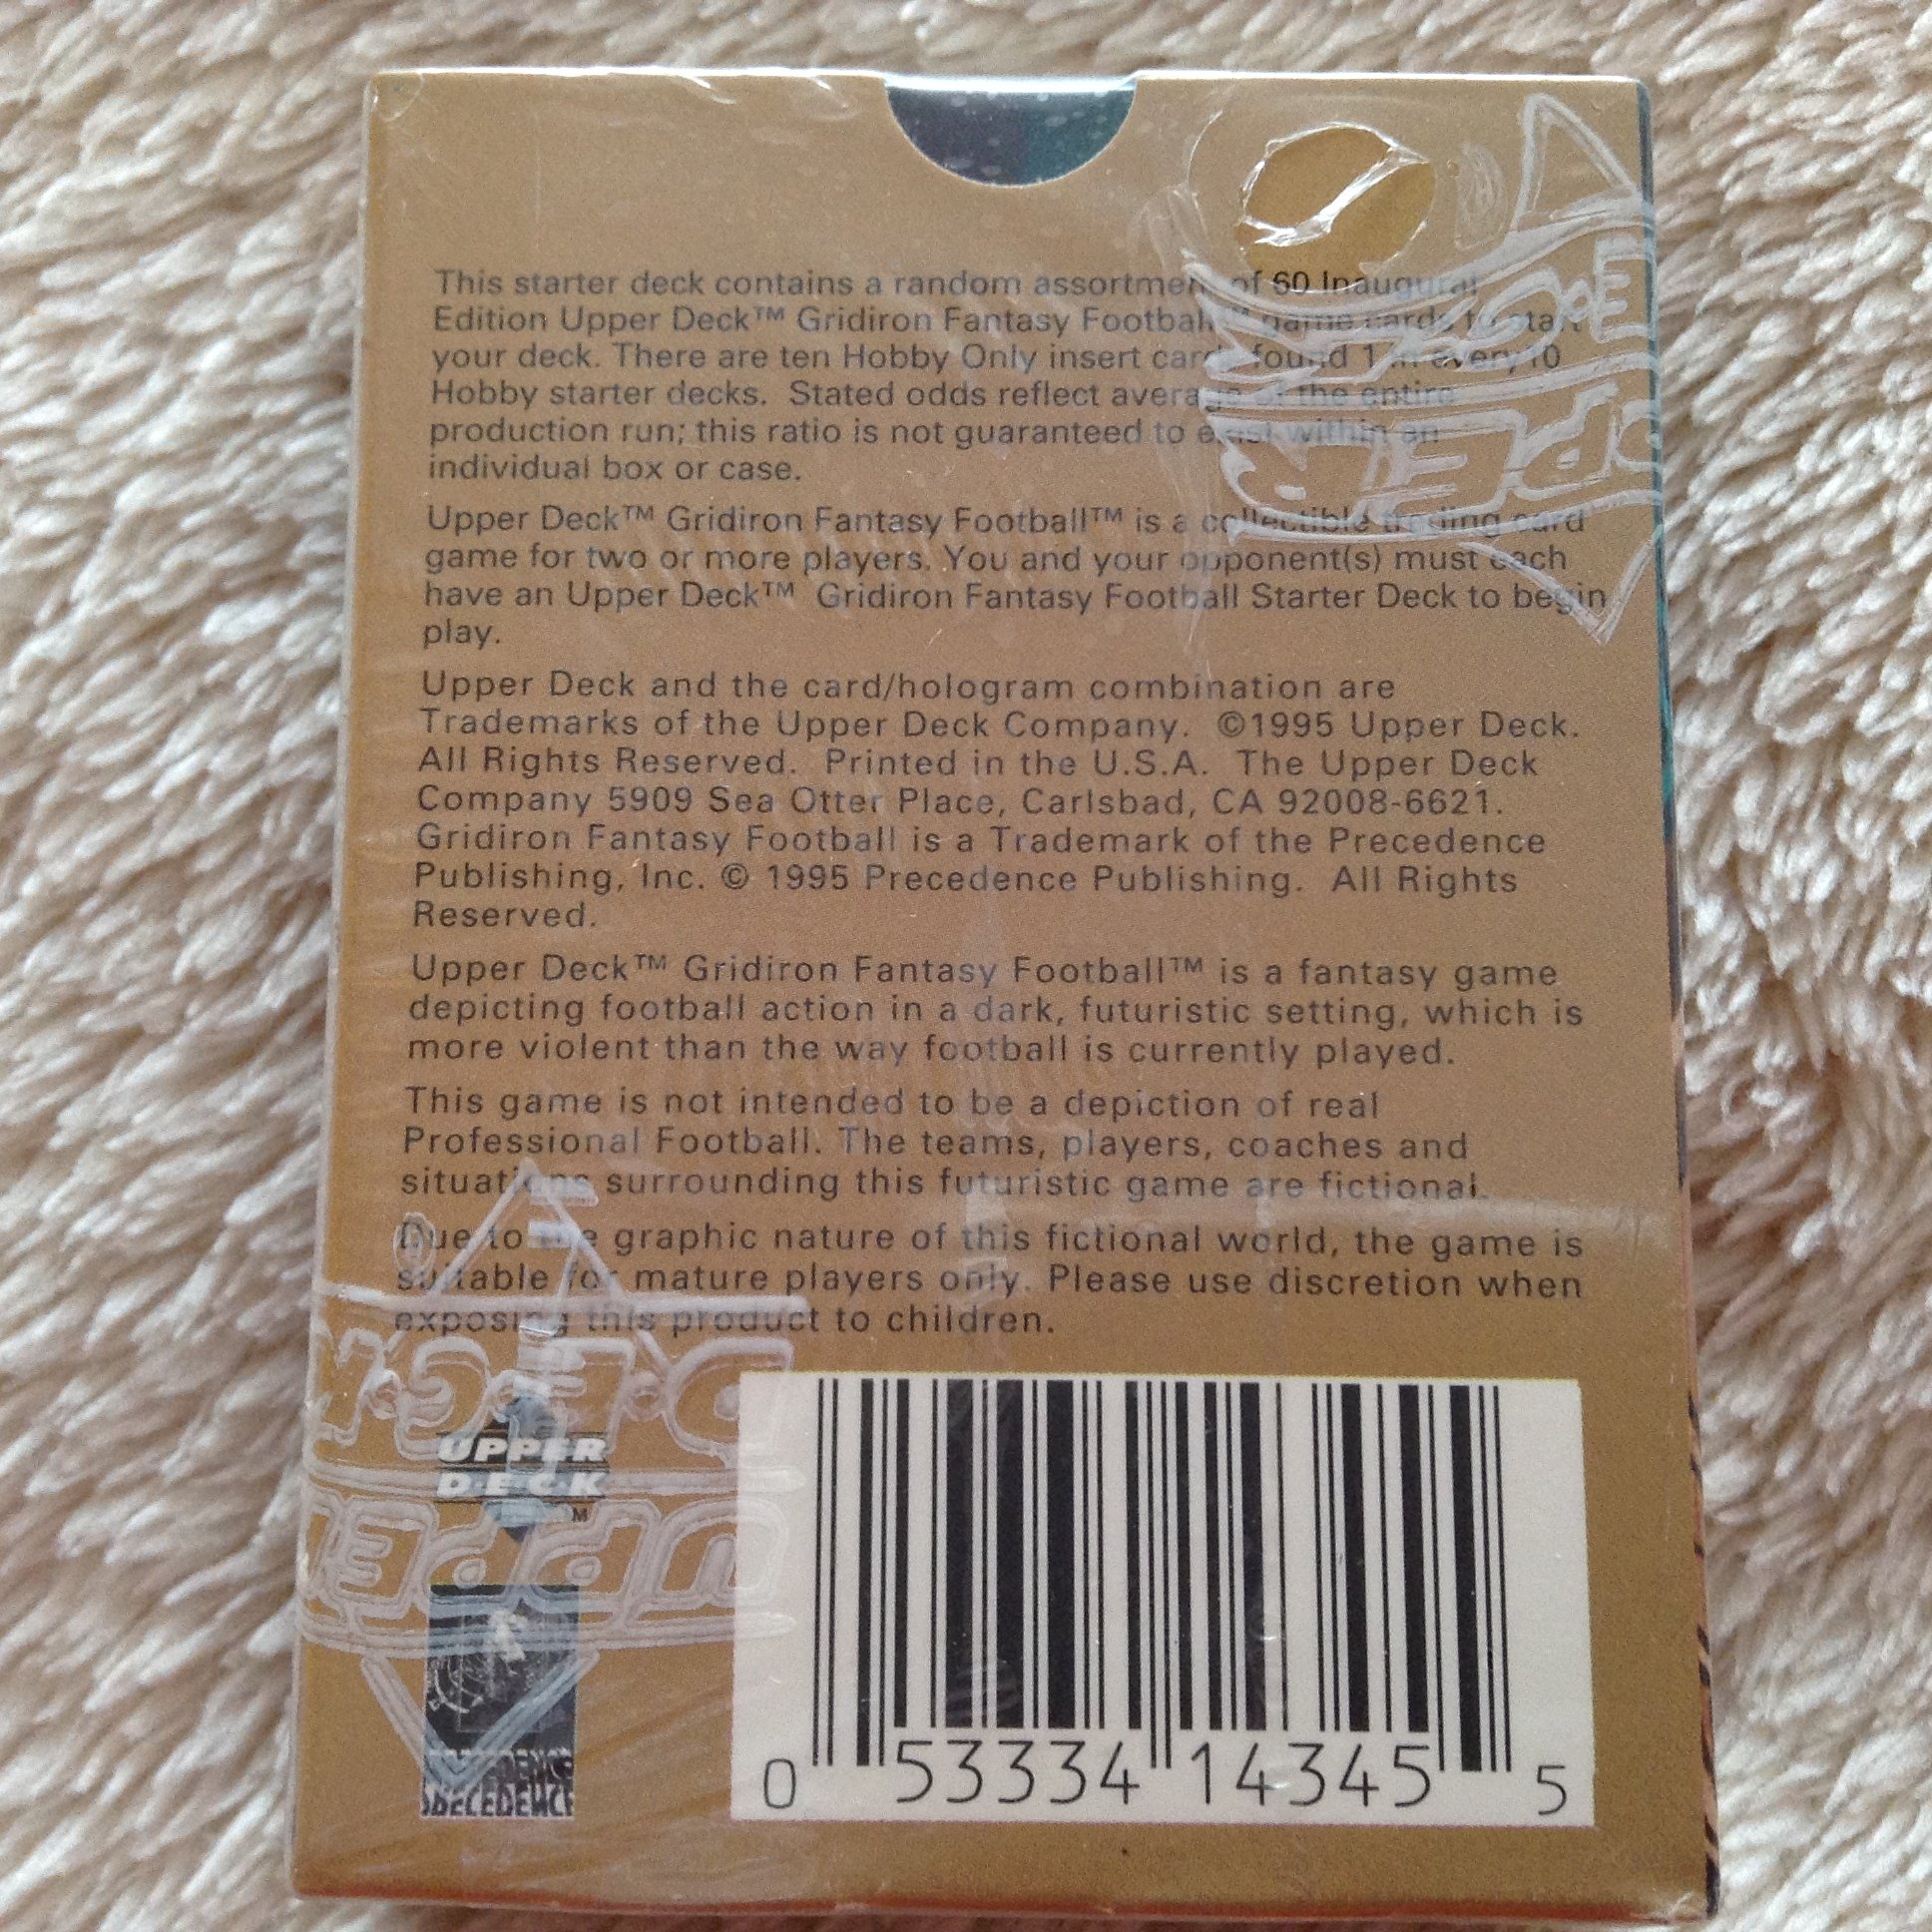 This starter deck contains a random assortment of 60 Inaugural
Edition Upper Deck™ Gridiron Fantasy Football™ game cards to start
your deck. There are ten Hobby Only insert cards found 1 in every 10
Hobby starter decks. Stated odds reflect average of the entire
production run; this ratio is not guaranteed to exist within an
individual box or case.
Upper Deck™ Gridiron Fantasy Football™ is a collectible trading card
game for two or more players. You and your opponent(s) must each
have an Upper Deck™ Gridiron Fantasy Football Starter Deck to begin
play.
Upper Deck and the card/hologram combination are
Trademarks of the Upper Deck Company. ©1995 Upper Deck.
All Rights Reserved. Printed in the U.S.A. The Upper Deck
Company 5909 Sea Otter Place, Carlsbad, CA 92008-6621.
Gridiron Fantasy Football is a Trademark of the Precedence
Publishing, Inc. © 1995 Precedence Publishing. All Rights
Reserved.
Upper Deck™ Gridiron Fantasy Football™ is a fantasy game
depicting football action in a dark, futuristic setting, which is
more violent than the way football is currently played.
This game is not intended to be a depiction of real
Professional Football. The teams, players, coaches and
situations surrounding this futuristic game are fictional.
Due to the graphic nature of this fictional world, the game is
suitable for mature players only. Please use discretion when
exposing this product to children.
UPPER
DECK
TM
PRECEDENCE
0 53334 14345 5